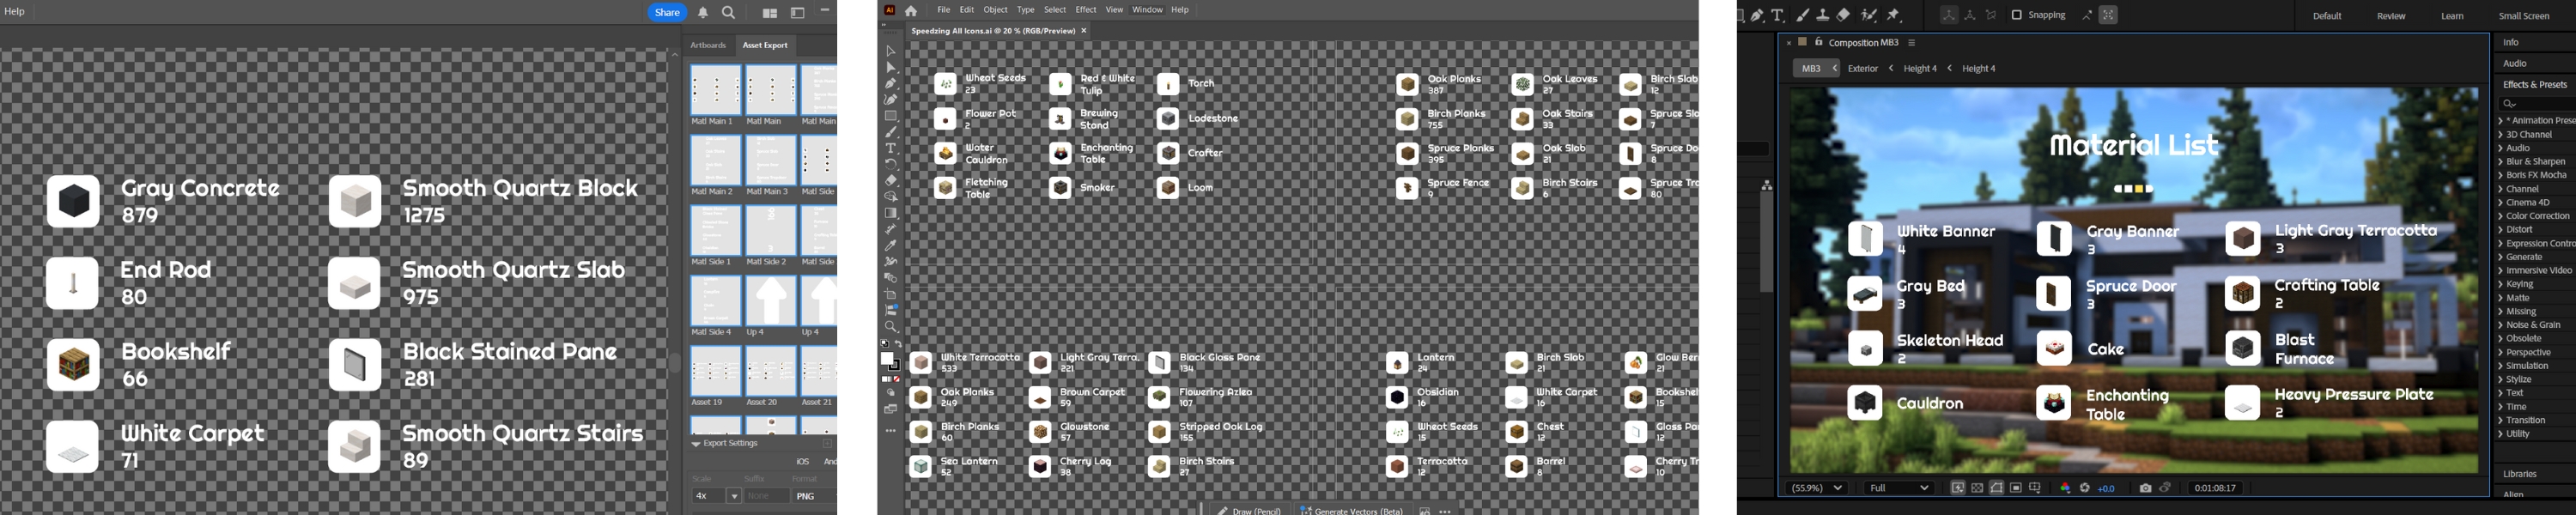 Help
Share
Artboards
Asset Export
Matl Main 1
Matl Main
Matl Main
Matl Main 2
Matl Main 3
Matl Side
Matl Side 1
Matl Side 2
Matl Side
Matl Side 4
Up 4
Up 4
Asset 19
Asset 20
Asset 21
Export Settings
iOS
And
Scale
Suffix
Format
4x
None
PNG
Gray Concrete
879
Smooth Quartz Block
1275
End Rod
80
Smooth Quartz Slab
975
Bookshelf
66
Black Stained Pane
281
White Carpet
71
Smooth Quartz Stairs
89
Ai
File Edit Object Type Select Effect View Window Help
Speedzing All Icons.ai @ 20 % (RGB/Preview) ×
Wheat Seeds
23
Red & White
Tulip
Torch
Flower Pot
2
Brewing
Stand
Lodestone
Water
Cauldron
Enchanting
Table
Crafter
Fletching
Table
Smoker
Loom
Oak Planks
387
Oak Leaves
27
Birch Slab
12
Birch Planks
755
Oak Stairs
33
Spruce Sla
7
Spruce Planks
395
Oak Slab
21
Spruce Do
8
Spruce Fence
9
Birch Stairs
6
Spruce Tra
80
White Terracotta
533
Light Gray Terra.
221
Black Glass Pane
134
Oak Planks
249
Brown Carpet
59
Flowering Azlea
107
Birch Planks
60
Glowstone
57
Stripped Oak Log
155
Sea Lantern
52
Cherry Log
38
Birch Stairs
27
Lantern
24
Birch Slab
21
Glow Ber
21
Obsidian
16
White Carpet
16
Bookshel
15
Wheat Seeds
15
Chest
12
Glass Pa
12
Terracotta
12
Barrel
8
Cherry Tr
10
Draw (Pencil)
Generate Vectors (Beta)
Snapping
Default
Review
Learn
Small Screen
Composition MB3
MB3
Exterior
Height 4
Height 4
Material List
White Banner
4
Gray Banner
3
Light Gray Terracotta
3
Gray Bed
3
Spruce Door
3
Crafting Table
2
Skeleton Head
2
Cake
Blast
Furnace
Cauldron
Enchanting
Table
Heavy Pressure Plate
2
(55.9%)
Full
+0.0
0:01:08:17
Info
Audio
Effects & Presets
* Animation Prese
3D Channel
Audio
Blur & Sharpen
Boris FX Mocha
Channel
Cinema 4D
Color Correction
Distort
Expression Contro
Generate
Immersive Video
Keying
Matte
Missing
Noise & Grain
Obsolete
Perspective
Simulation
Stylize
Text
Time
Transition
Utility
Libraries
Align